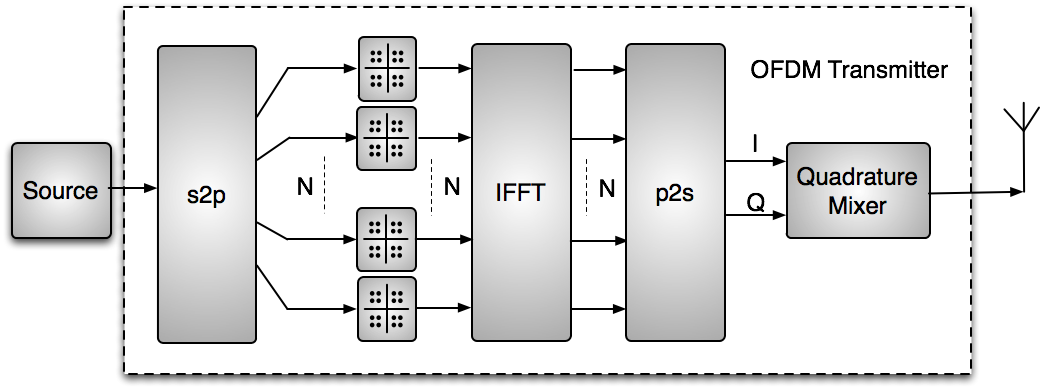 OFDM Transmitter
Source
s2p
N
N
IFFT
N
p2s
I
Q
Quadrature
Mixer